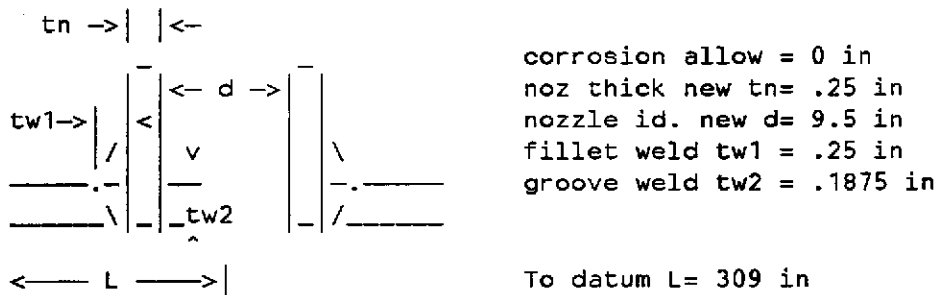 tn —>| |<—
corrosion allow = 0 in
|<— d —>
noz thick new tn= .25 in
tw1—>| |<|
nozzle id. new d= 9.5 in
v
fillet weld tw1 = .25 in
groove weld tw2 = .1875 in
tw2
^
<—— L ——>|
To datum L= 309 in